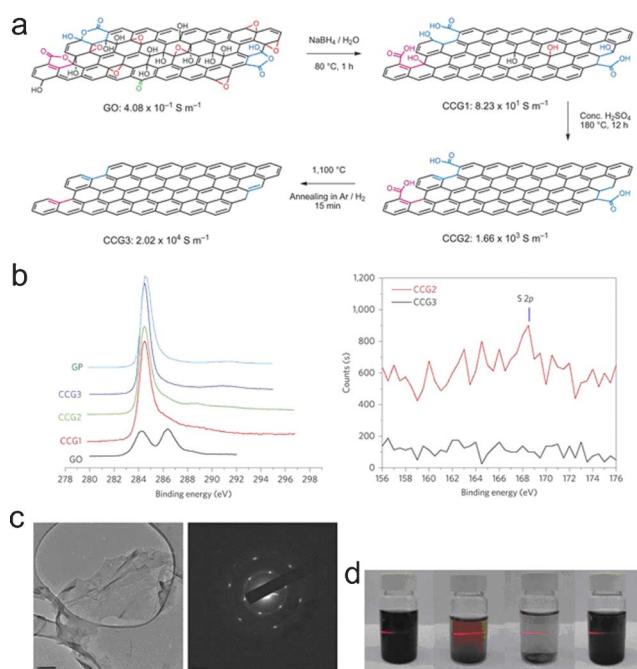 a
HO
OH
O
NaBH₄ / H₂O
80 °C, 1 h
GO: 4.08 x 10⁻¹ S m⁻¹
CCG1: 8.23 x 10¹ S m⁻¹
Conc. H₂SO₄
180 °C, 12 h
1,100 °C
Annealing in Ar / H₂
15 min
CCG3: 2.02 x 10⁴ S m⁻¹
CCG2: 1.66 x 10³ S m⁻¹
b
GP
CCG3
CCG2
CCG1
GO
278 280 282 284 286 288 290 292 294 296 298
Binding energy (eV)
CCG2
CCG3
S 2p
Counts (s)
1,000
1,200
800
600
400
200
0
156 158 160 162 164 166 168 170 172 174 176
Binding energy (eV)
c
d